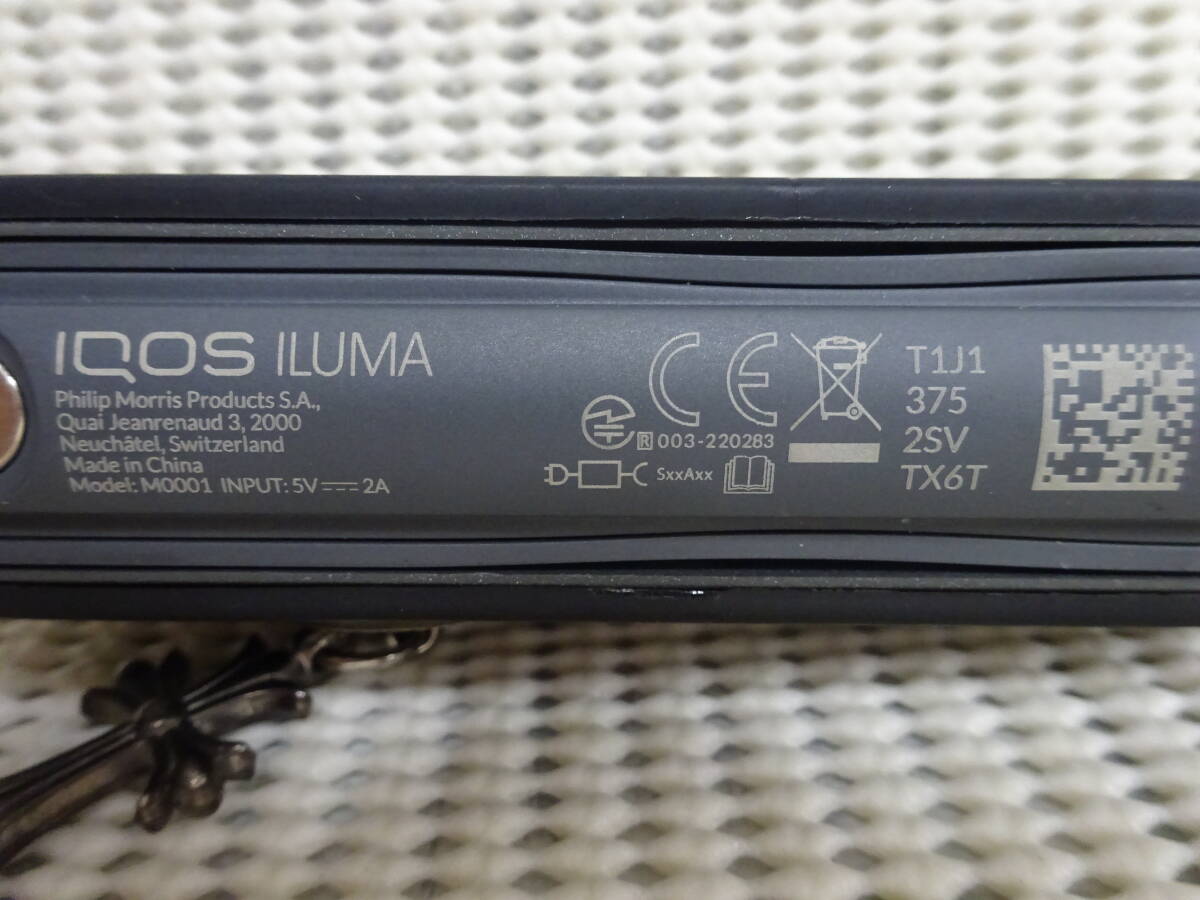 IQOS ILUMA
Philip Morris Products S.A.,
Quai Jeanrenaud 3, 2000
Neuchâtel, Switzerland
Made in China
Model: M0001 INPUT: 5V⎓2A
CE
R 003-220283
SxxAxx
T1J1
375
2SV
TX6T